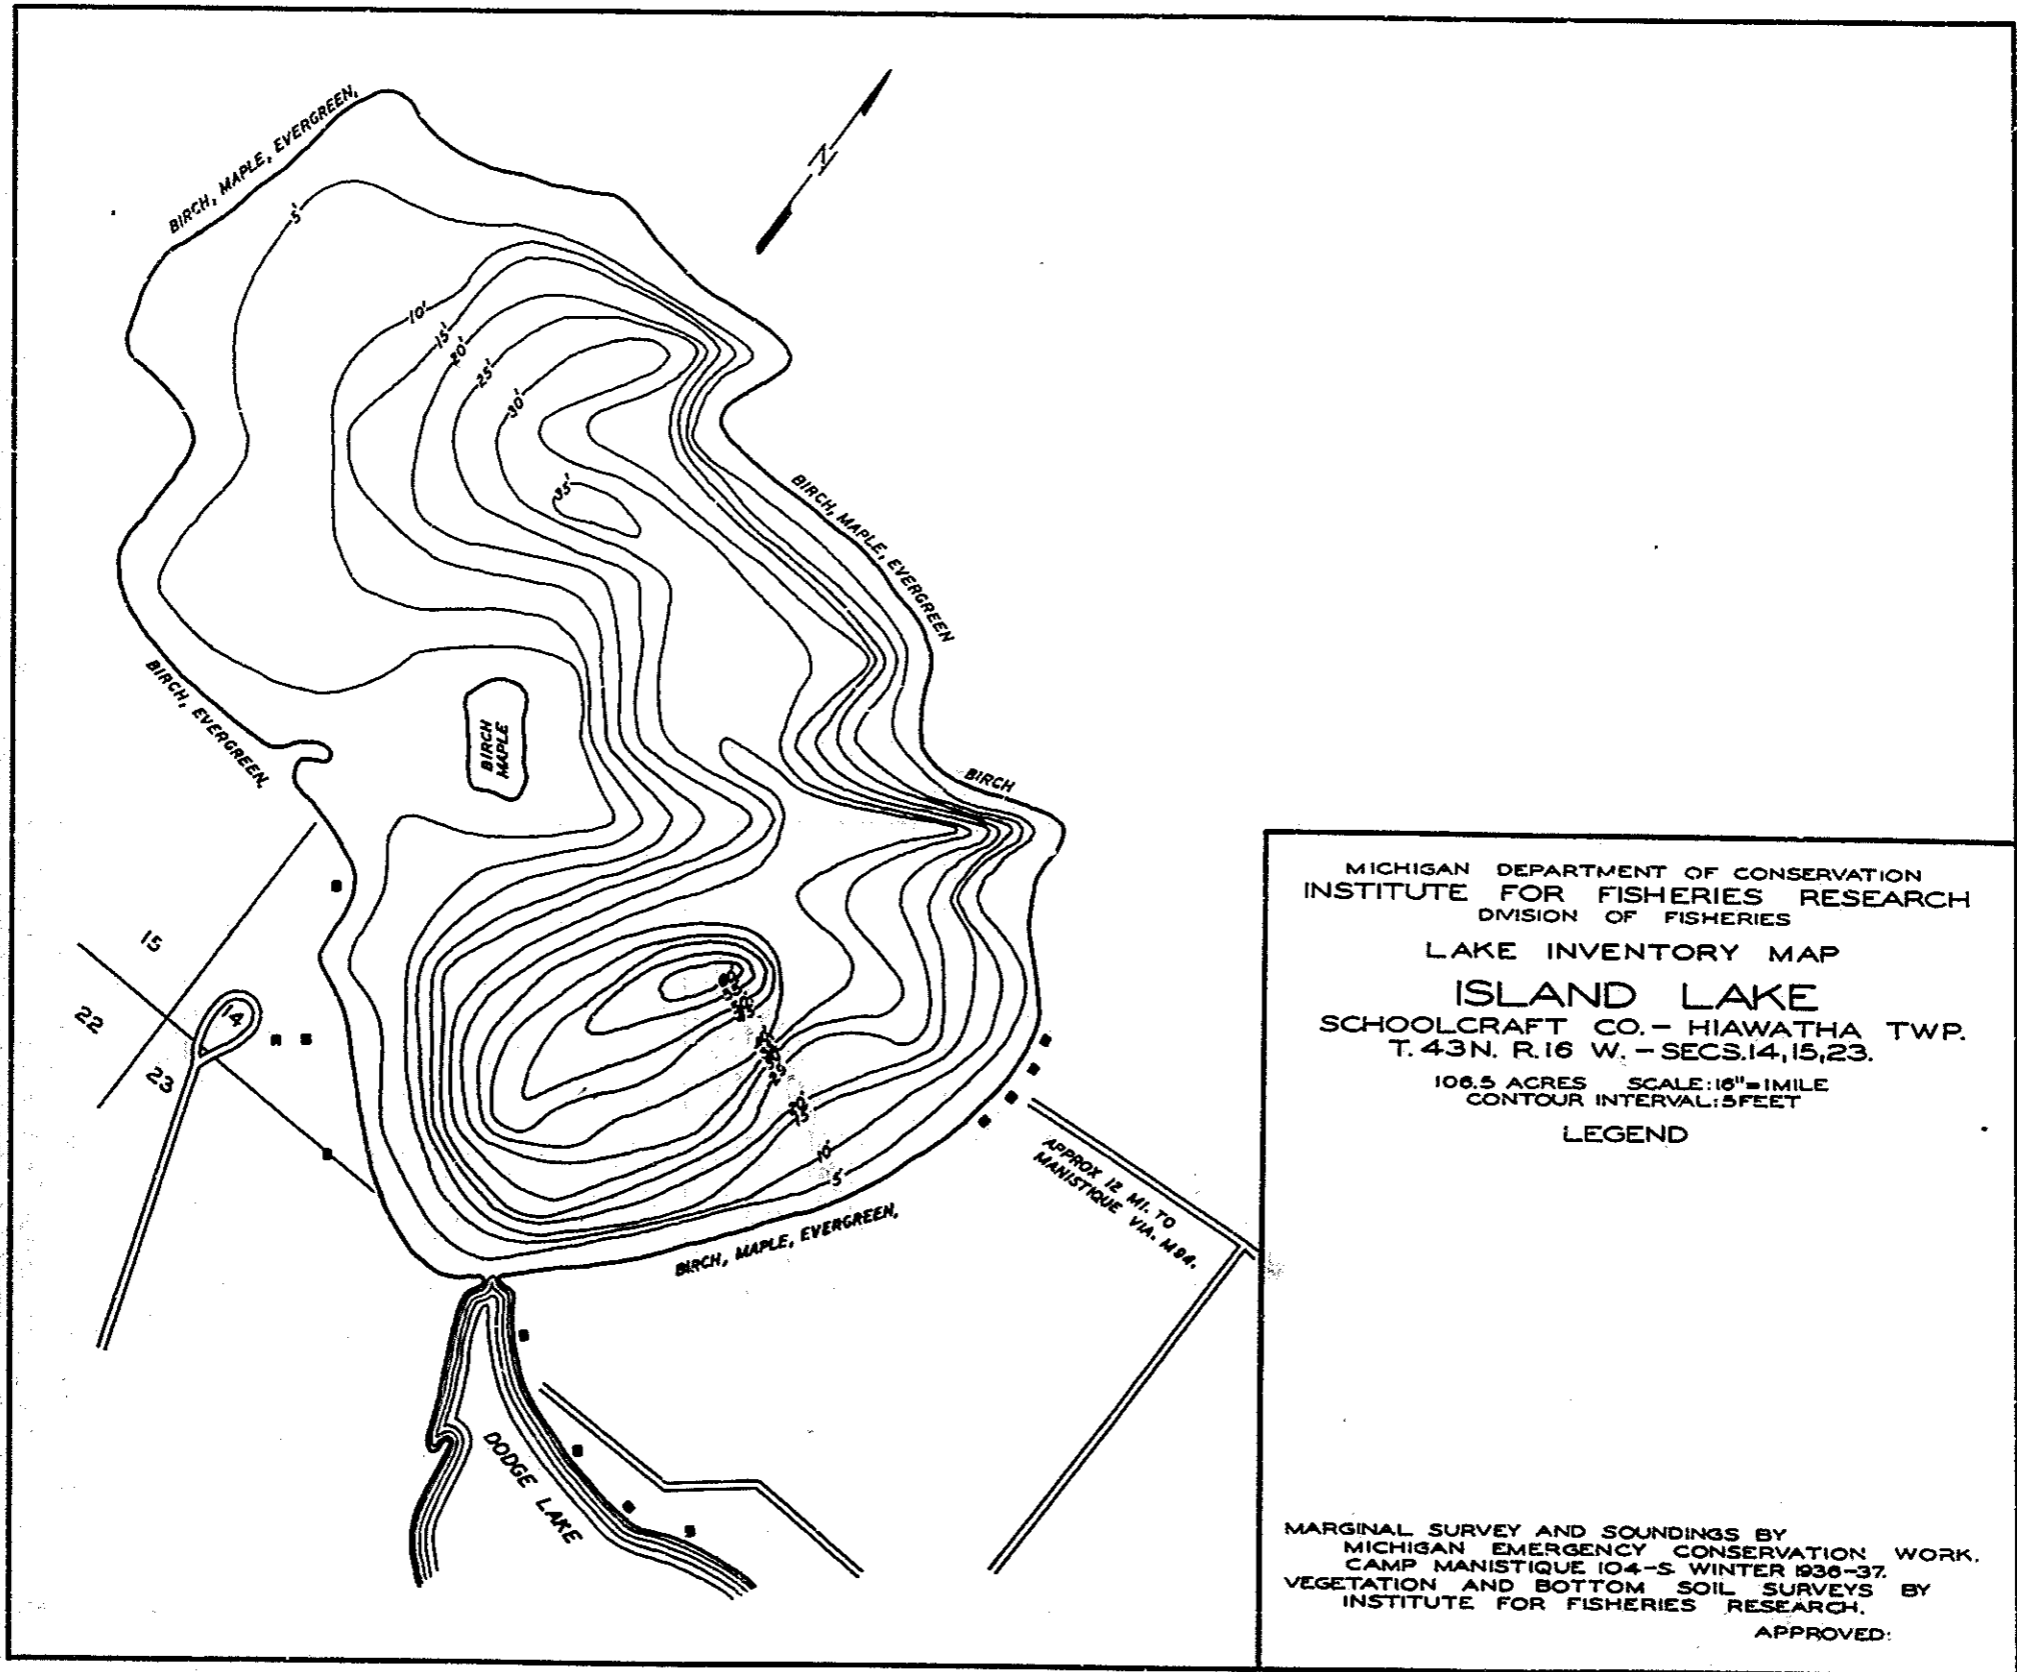 BIRCH, MAPLE, EVERGREEN.
N
5'
10'
15'
20'
25'
30'
35'
BIRCH, MAPLE, EVERGREEN
BIRCH, EVERGREEN.
BIRCH
MAPLE
BIRCH
15
22
14
23
20'
15'
10'
5'
BIRCH, MAPLE, EVERGREEN.
APPROX 12 MI. TO
MANISTIQUE VIA. M94.
DODGE LAKE
MICHIGAN DEPARTMENT OF CONSERVATION
INSTITUTE FOR FISHERIES RESEARCH
DIVISION OF FISHERIES
LAKE INVENTORY MAP
ISLAND LAKE
SCHOOLCRAFT CO.- HIAWATHA TWP.
T. 43N. R.16 W. - SECS.14,15,23.
106.5 ACRES SCALE:16"=1MILE
CONTOUR INTERVAL:5FEET
LEGEND
MARGINAL SURVEY AND SOUNDINGS BY
MICHIGAN EMERGENCY CONSERVATION WORK.
CAMP MANISTIQUE 104-S. WINTER 1936-37.
VEGETATION AND BOTTOM SOIL SURVEYS BY
INSTITUTE FOR FISHERIES RESEARCH.
APPROVED: